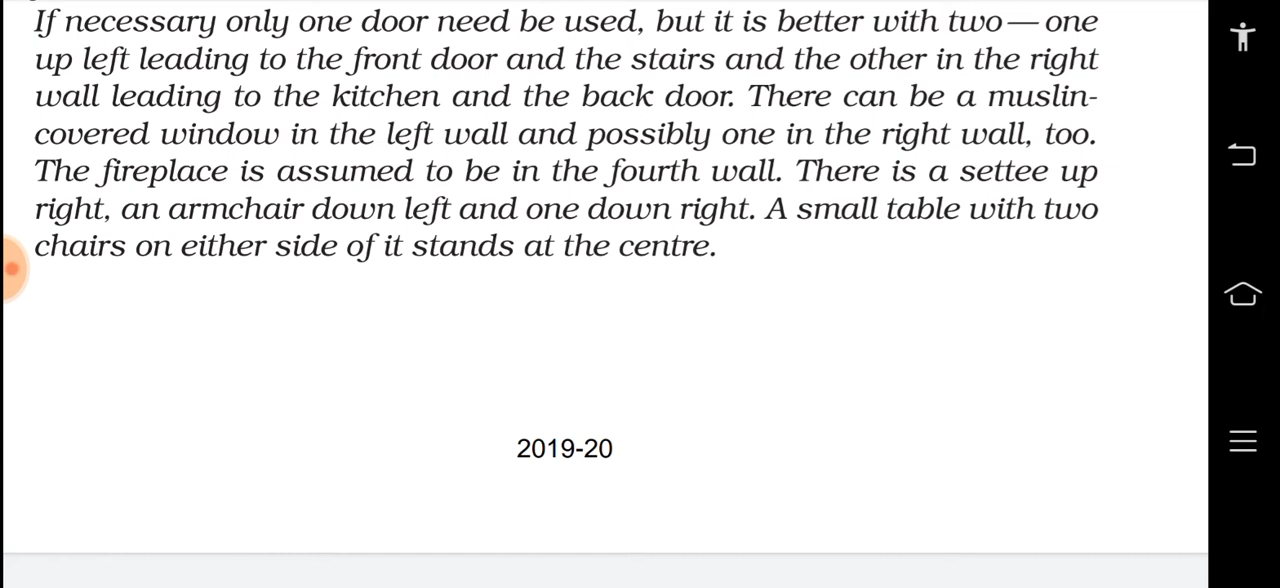 If necessary only one door need be used, but it is better with two — one
up left leading to the front door and the stairs and the other in the right
wall leading to the kitchen and the back door. There can be a muslin-
covered window in the left wall and possibly one in the right wall, too.
The fireplace is assumed to be in the fourth wall. There is a settee up
right, an armchair down left and one down right. A small table with two
chairs on either side of it stands at the centre.
2019-20